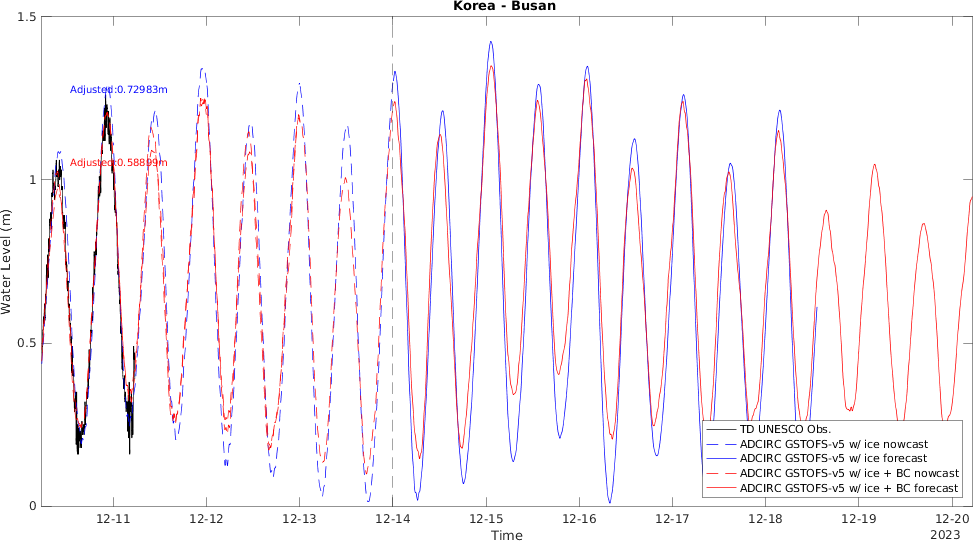 Korea - Busan
Water Level (m)
1.5
1
0.5
0
Adjusted:0.72983m
Adjusted:0.58899m
TD UNESCO Obs.
ADCIRC GSTOFS-v5 w/ ice nowcast
ADCIRC GSTOFS-v5 w/ ice forecast
ADCIRC GSTOFS-v5 w/ ice + BC nowcast
ADCIRC GSTOFS-v5 w/ ice + BC forecast
12-11 12-12 12-13 12-14 12-15 12-16 12-17 12-18 12-19 12-20
Time
2023